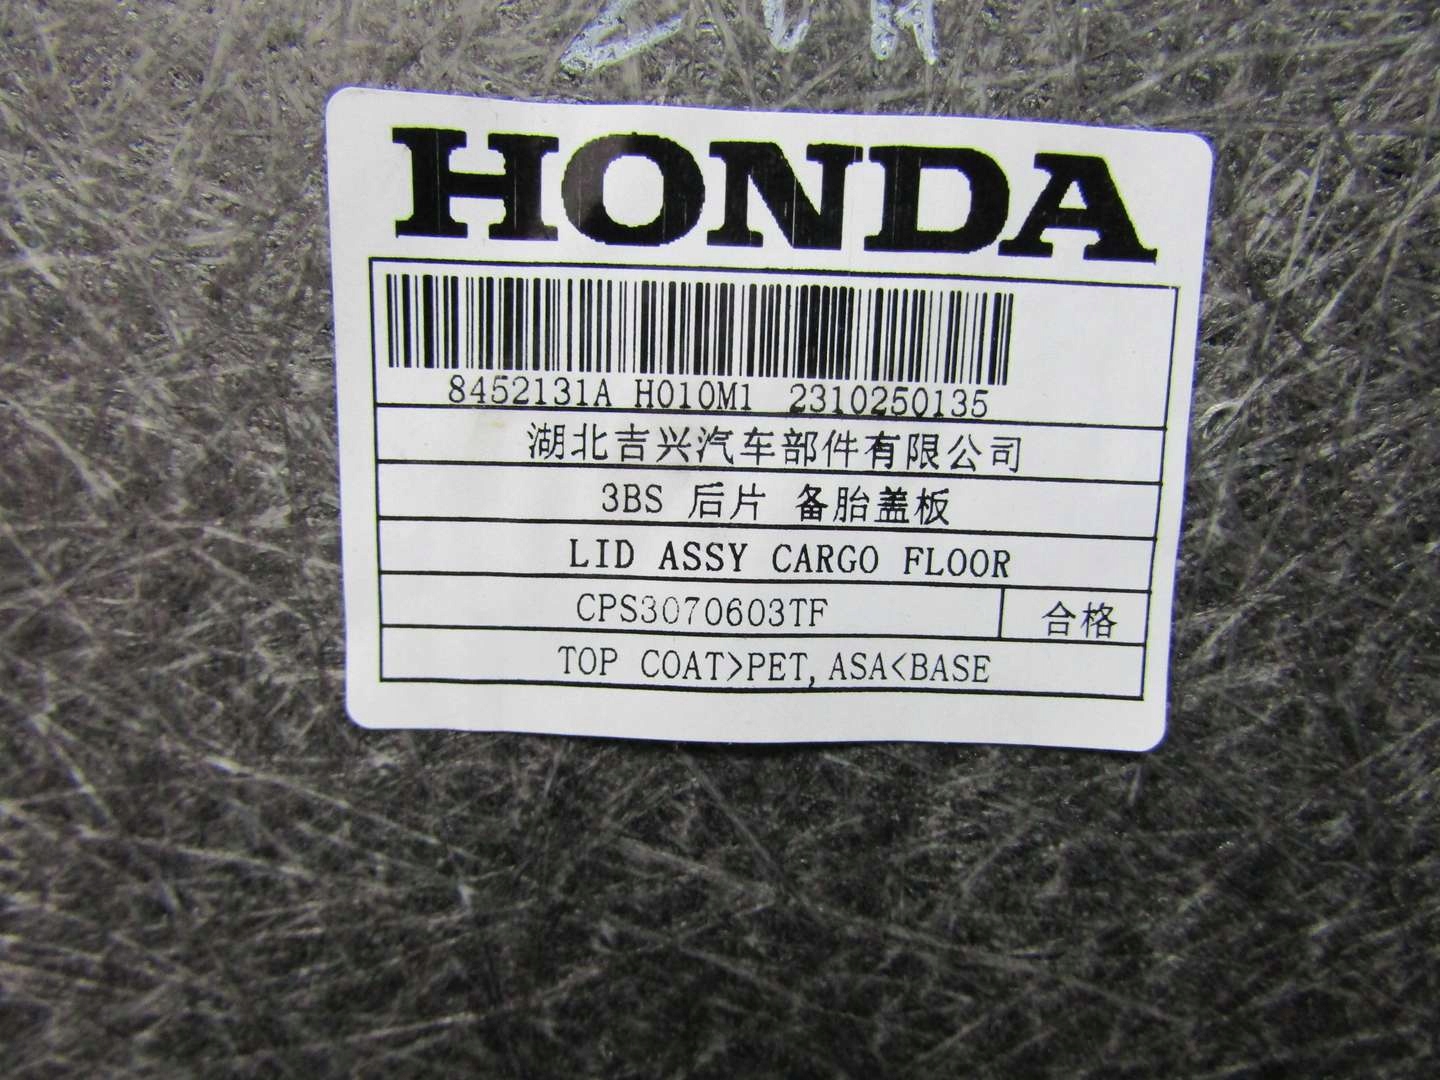 HONDA
8452131A H010M1 2310250135
湖北吉兴汽车部件有限公司
3BS 后片 备胎盖板
LID ASSY CARGO FLOOR
CPS3070603TF 合格
TOP COAT>PET,ASA<BASE